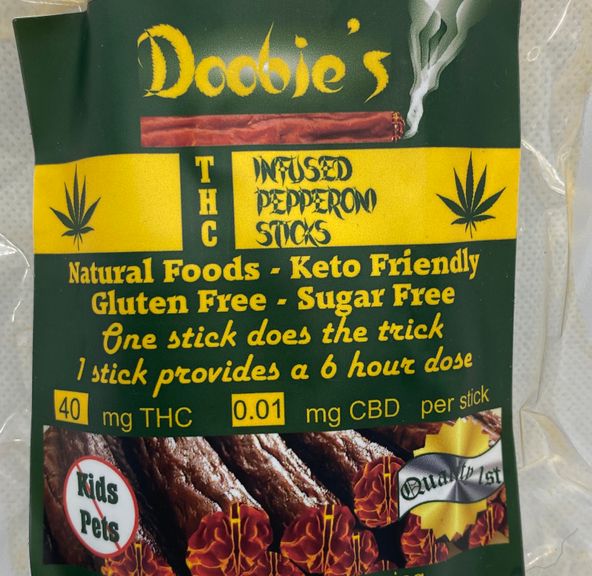 Doobie's
THC
INFUSED
PEPPERONI
STICKS
Natural Foods - Keto Friendly
Gluten Free - Sugar Free
One stick does the trick
1 stick provides a 6 hour dose
40 mg THC 0.01 mg CBD per stick
Kids
Pets
Quality 1st